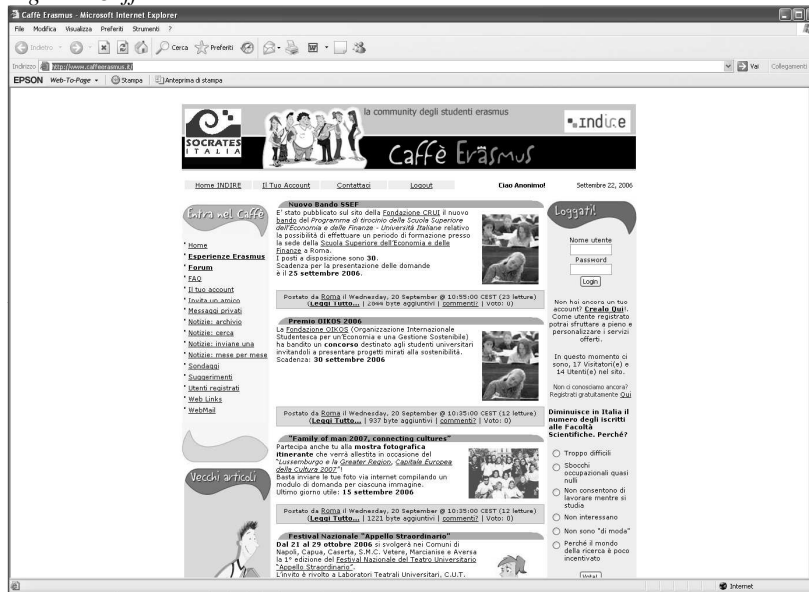 Caffè Erasmus - Microsoft Internet Explorer
File Modifica Visualizza Preferiti Strumenti ?
Indietro Cerca Preferiti
Indirizzo http://www.caffeerasmus.it/ Vai Collegamenti
EPSON Web-To-Page Stampa Anteprima di stampa
SOCRATES
ITALIA
la community degli studenti erasmus
Caffè Erasmus
indire
Home INDIRE Il Tuo Account Contattaci Logout Ciao Anonimo! Settembre 22, 2006
Entra nel Caffè
Home
Esperienze Erasmus
Forum
FAQ
Il tuo account
Invita un amico
Messaggi privati
Notizie: archivio
Notizie: cerca
Notizie: inviane una
Notizie: mese per mese
Sondaggi
Suggerimenti
Utenti registrati
Web Links
WebMail
Vecchi articoli
Nuovo Bando SSEF
E' stato pubblicato sul sito della Fondazione CRUI il nuovo
bando del Programma di tirocinio della Scuola Superiore
dell'Economia e delle Finanze - Università Italiane relativo
la possibilità di effettuare un periodo di formazione presso
la sede della Scuola Superiore dell'Economia e delle
Finanze a Roma.
I posti a disposizione sono 30.
Scadenza per la presentazione delle domande
è il 25 settembre 2006.
Postato da Roma il Wednesday, 20 September @ 10:55:00 CEST (23 letture)
(Leggi Tutto... | 2644 byte aggiuntivi | commenti? | Voto: 0)
Premio OIKOS 2006
La Fondazione OIKOS (Organizzazione Internazionale
Studentesca per un'Economia e una Gestione Sostenibile)
ha bandito un concorso destinato agli studenti unversitari
invitandoli a presentare progetti mirati alla sostenibilità.
Scadenza: 30 settembre 2006
Postato da Roma il Wednesday, 20 September @ 10:35:00 CEST (12 letture)
(Leggi Tutto... | 937 byte aggiuntivi | commenti? | Voto: 0)
"Family of man 2007, connecting cultures"
Partecipa anche tu alla mostra fotografica
itinerante che verrà allestita in occasione del
"Lussemburgo e la Greater Region, Capitale Europea
della Cultura 2007"!
Basta inviare le tue foto via internet compilando un
modulo di domanda per ciascuna immagine.
Ultimo giorno utile: 15 settembre 2006
Postato da Roma il Wednesday, 20 September @ 10:35:00 CEST (12 letture)
(Leggi Tutto... | 1221 byte aggiuntivi | commenti? | Voto: 0)
Festival Nazionale "Appello Straordinario"
Dal 21 al 29 ottobre 2006 si svolgerà nei Comuni di
Napoli, Capua, Caserta, S.M.C. Vetere, Marcianise e Aversa
la 1° edizione del Festival Nazionale del Teatro Universitario
"Appello Straordinario".
L'invito è rivolto a Laboratori Teatrali Universitari, C.U.T.
Loggati!
Nome utente
Password
Login
Non hai ancora un tuo
account? Crealo Qui!.
Come utente registrato
potrai sfruttare a pieno e
personalizzare i servizi
offerti.
In questo momento ci
sono, 17 Visitatori(e) e
14 Utenti(e) nel sito.
Non ci conosciamo ancora?
Registrati gratuitamente Qui
Diminuisce in Italia il
numero degli iscritti
alle Facoltà
Scientifiche. Perché?
Troppo difficili
Sbocchi
occupazionali quasi
nulli
Non consentono di
lavorare mentre si
studia
Non interessano
Non sono "di moda"
Perché il mondo
della ricerca è poco
incentivato
Vota!
Internet